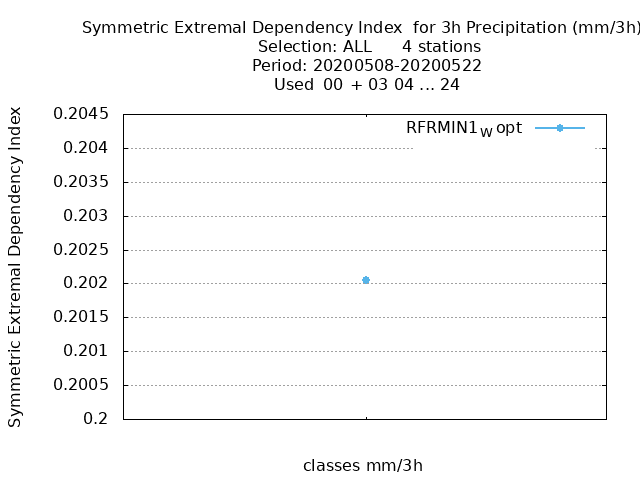 Symmetric Extremal Dependency Index for 3h Precipitation (mm/3h)
Selection: ALL 4 stations
Period: 20200508-20200522
Used 00 + 03 04 ... 24
RFRMIN1_W opt
Symmetric Extremal Dependency Index
0.2045
0.204
0.2035
0.203
0.2025
0.202
0.2015
0.201
0.2005
0.2
classes mm/3h